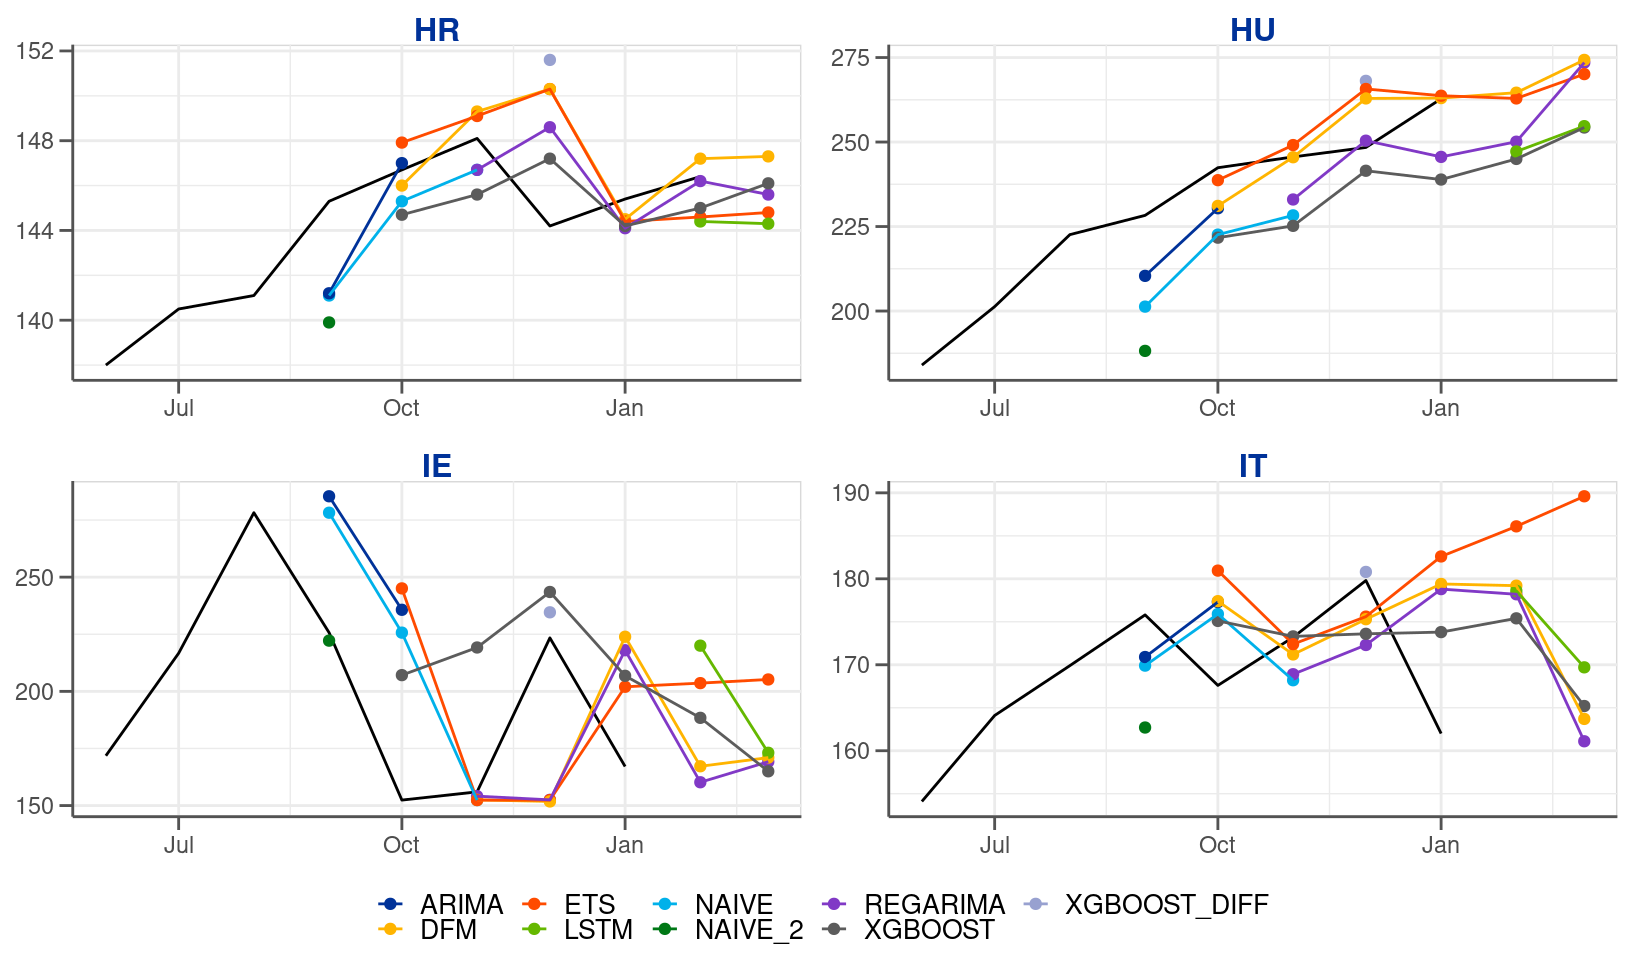 HR
152
148
144
140
Jul Oct Jan
HU
275
250
225
200
Jul Oct Jan
IE
250
200
150
Jul Oct Jan
IT
190
180
170
160
Jul Oct Jan
ARIMA ETS NAIVE REGARIMA XGBOOST_DIFF
DFM LSTM NAIVE_2 XGBOOST